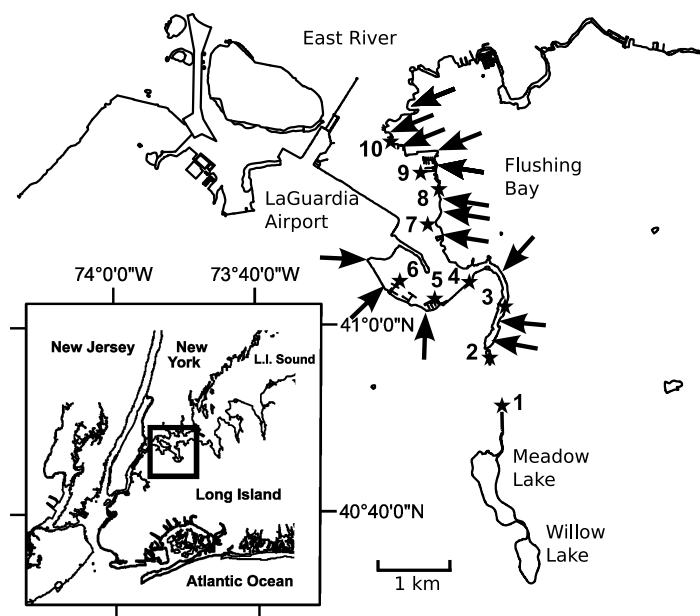 East River
10
9
Flushing
Bay
LaGuardia
Airport
8
7
74°0'0"W
73°40'0"W
6
5
4
3
41°0'0"N
2
New Jersey
New
York
L.I. Sound
1
Meadow
Lake
Long Island
40°40'0"N
Willow
Lake
Atlantic Ocean
1 km